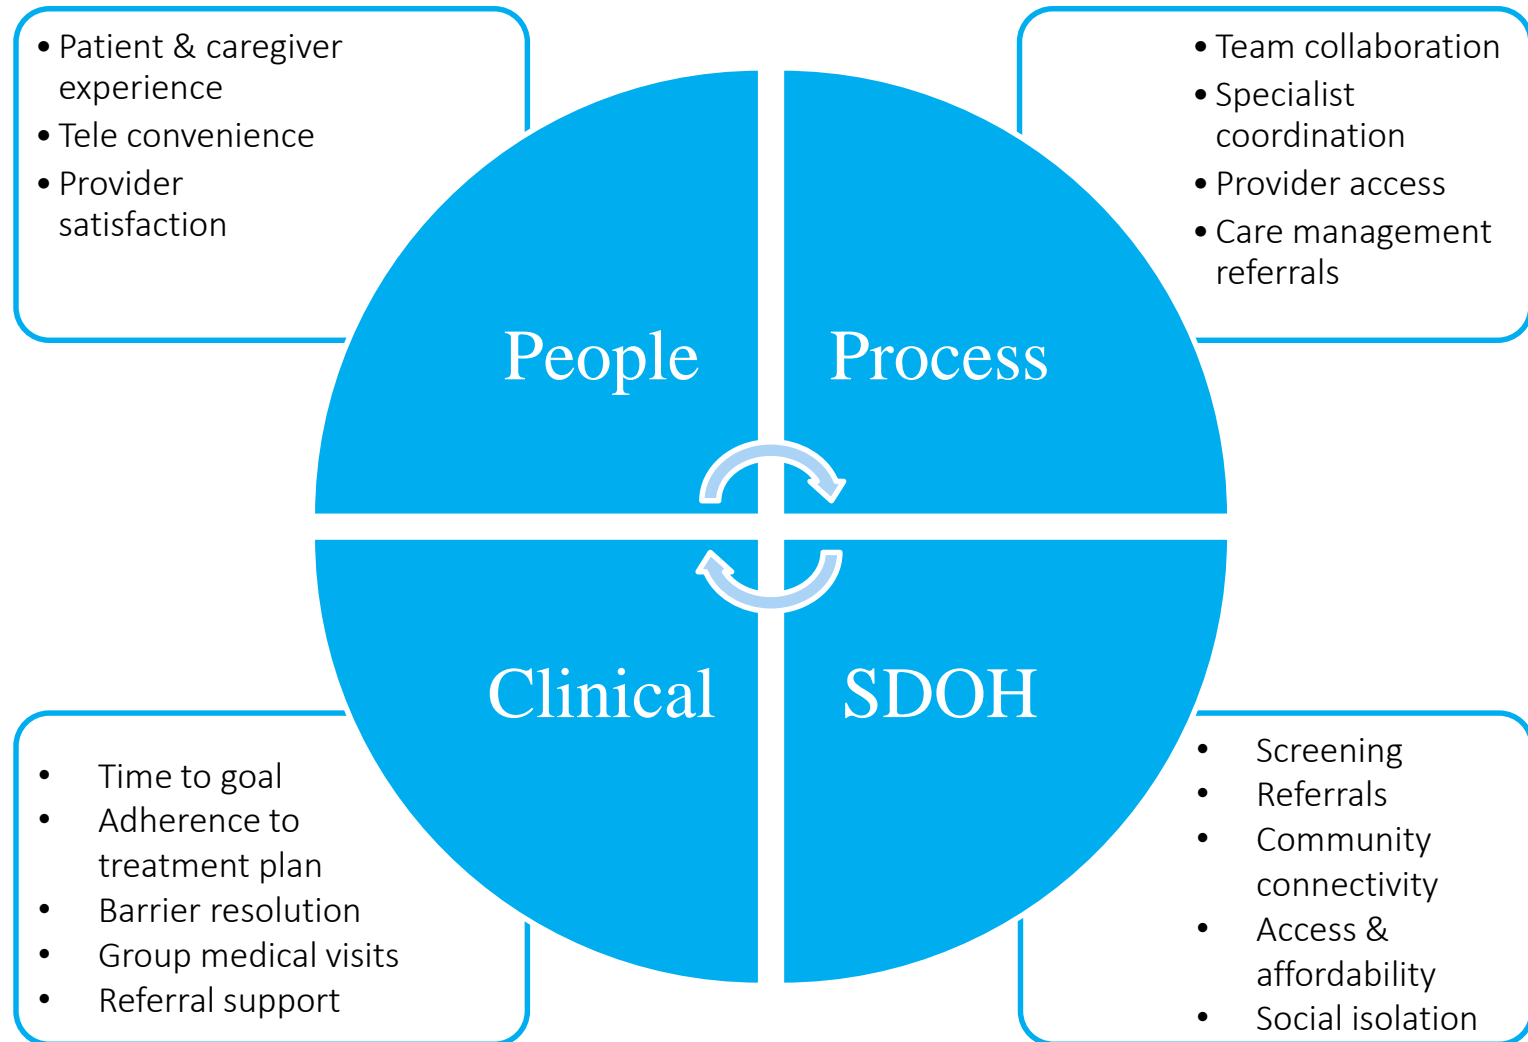 • Patient & caregiver
experience
• Tele convenience
• Provider
satisfaction
• Team collaboration
• Specialist
coordination
• Provider access
• Care management
referrals
People
Process
Clinical
SDOH
• Time to goal
• Adherence to
treatment plan
• Barrier resolution
• Group medical visits
• Referral support
• Screening
• Referrals
• Community
connectivity
• Access &
affordability
• Social isolation